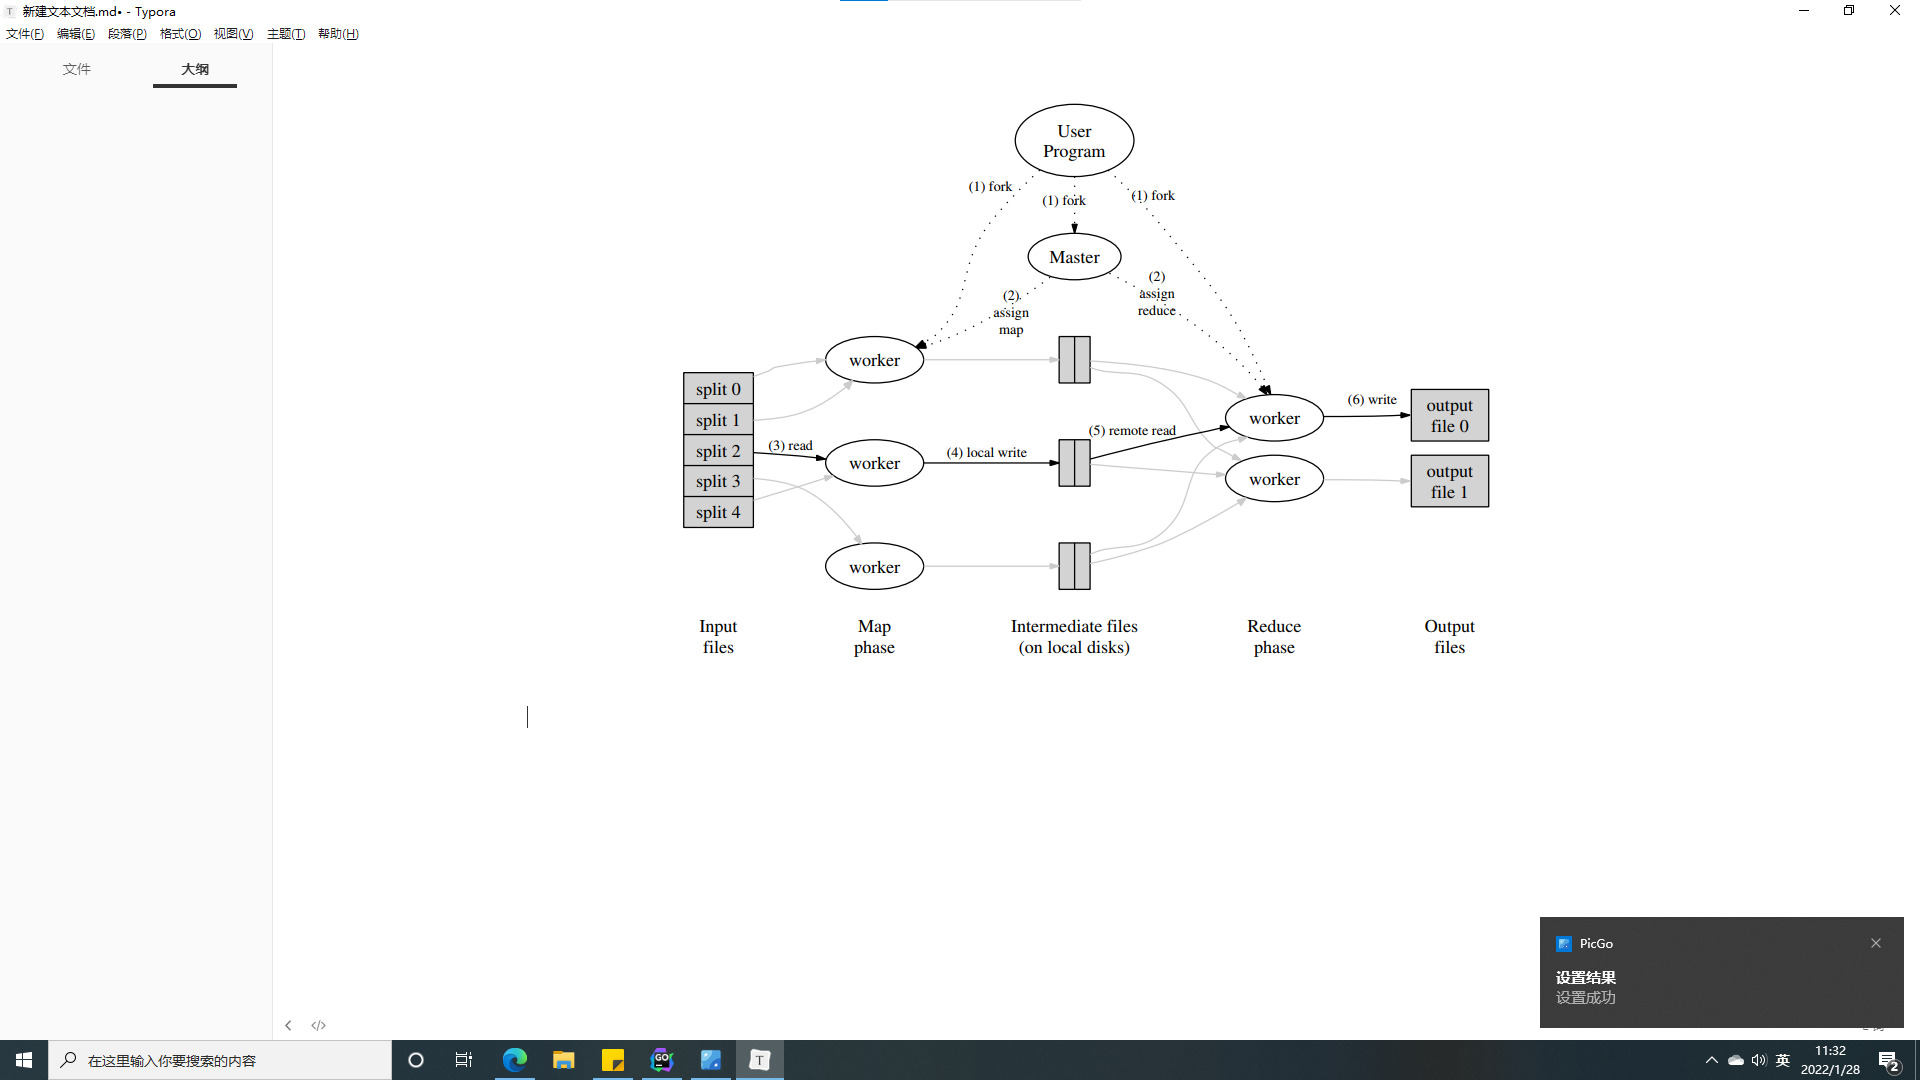 新建文本文档.md• - Typora
文件(F) 编辑(E) 段落(P) 格式(O) 视图(V) 主题(T) 帮助(H)
文件 大纲
User
Program
(1) fork
(1) fork
(1) fork
Master
(2)
assign
map
(2)
assign
reduce
split 0
split 1
split 2
split 3
split 4
(3) read
worker
worker
worker
(4) local write
(5) remote read
worker
worker
(6) write
output
file 0
output
file 1
Input
files
Map
phase
Intermediate files
(on local disks)
Reduce
phase
Output
files
PicGo
设置结果
设置成功
</>
在这里输入你要搜索的内容
GO
T
英
11:32
2022/1/28
2